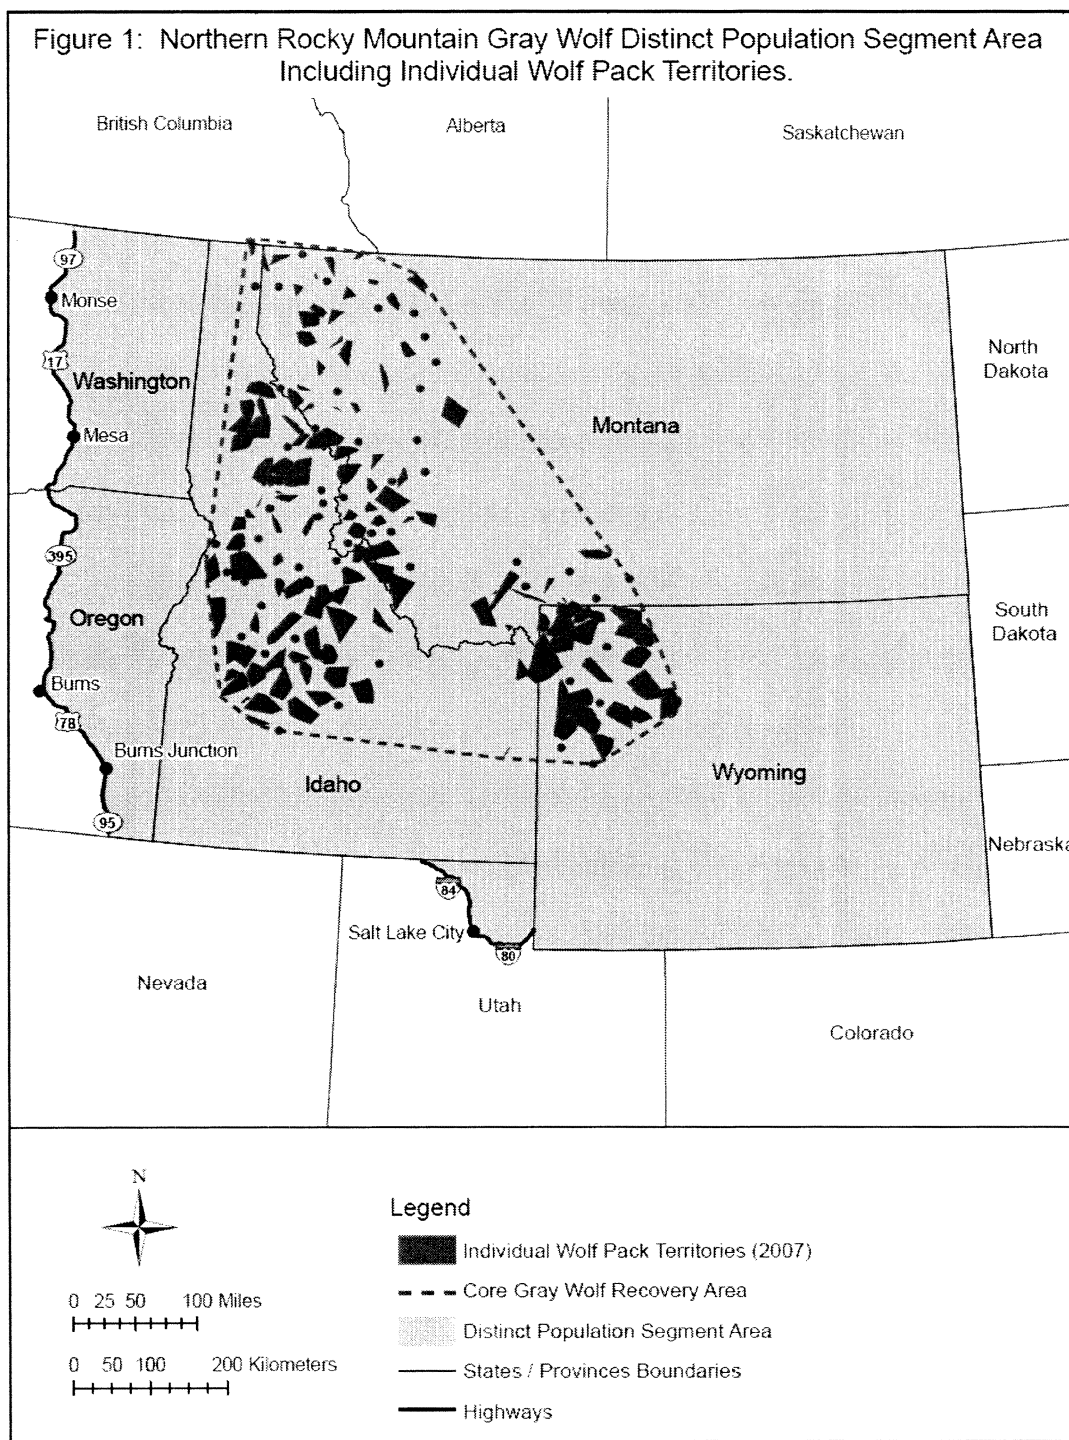 Figure 1: Northern Rocky Mountain Gray Wolf Distinct Population Segment Area
Including Individual Wolf Pack Territories.
British Columbia
Alberta
Saskatchewan
97
Monse
17
Washington
Mesa
North
Dakota
Montana
395
Oregon
South
Dakota
Burns
78
Burns Junction
Idaho
Wyoming
95
Nebraska
84
Salt Lake City
80
Nevada
Utah
Colorado
N
0 25 50 100 Miles
0 50 100 200 Kilometers
Legend
Individual Wolf Pack Territories (2007)
Core Gray Wolf Recovery Area
Distinct Population Segment Area
States / Provinces Boundaries
Highways